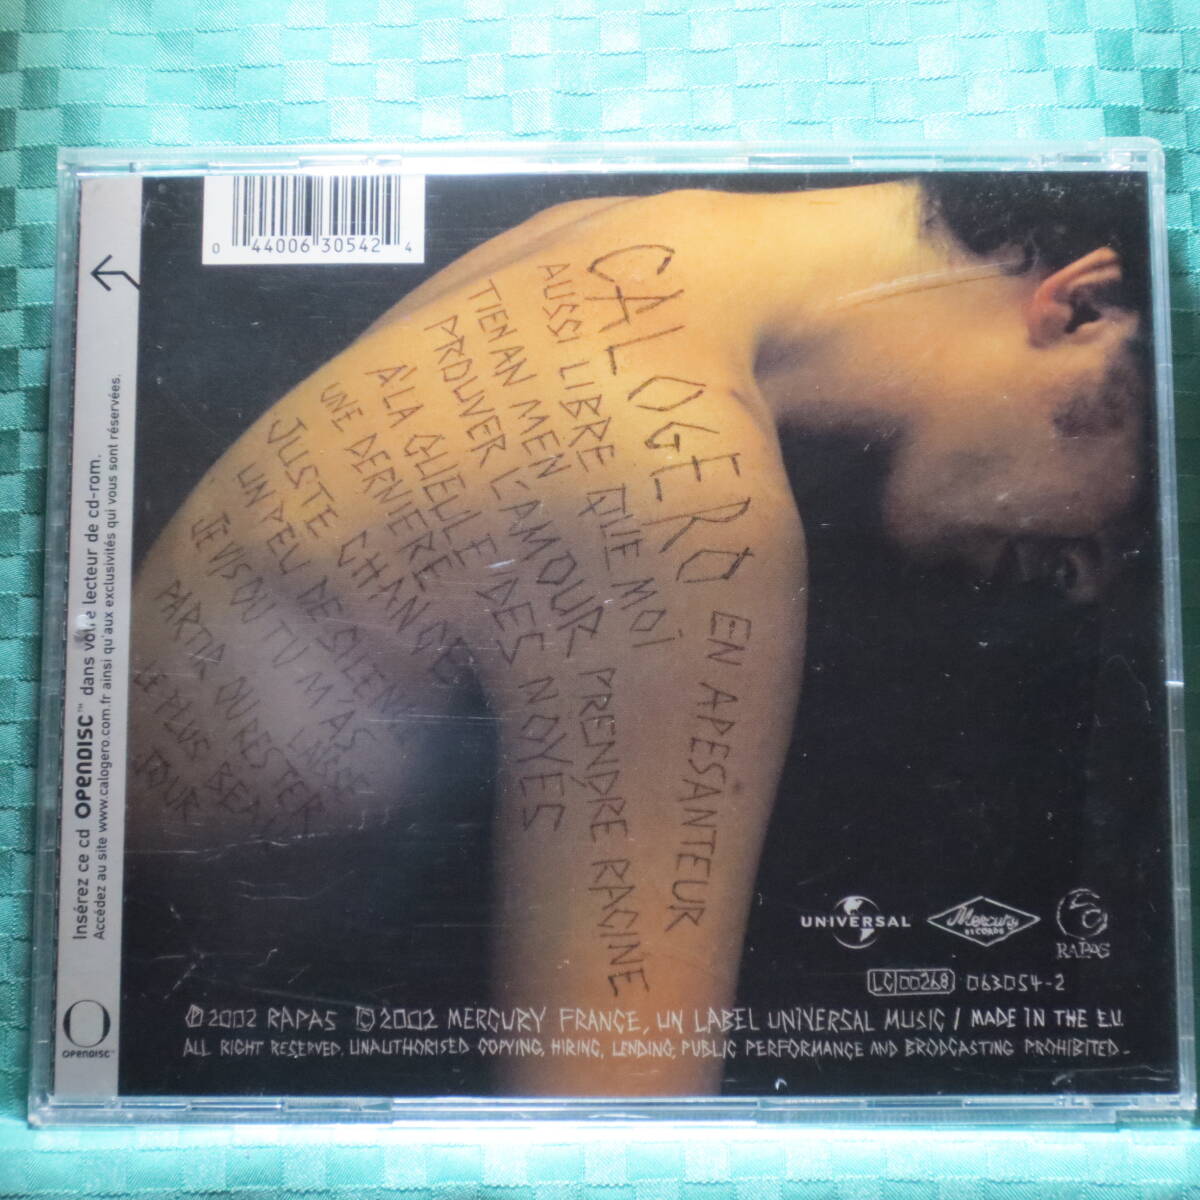 0 44006 30542 4
CALOGERO
EN APESANTEUR
AUSSI LIBRE QUE MOI
TIEN AN MEN
PROUVER L'AMOUR
PRENDRE RACINE
À LA GUEULE DES NOYES
UNE DERNIERE
CHANCE
JUSTE
UN PEU DE SILENCE
JE VIS OU TU M'AS
LAISSE
PARTIR OU RESTER
LE PLUS BEAU
JOUR
Insérez ce cd OPENDISC™ dans votre lecteur de cd-rom.
Accédez au site www.calogero.com.fr ainsi qu'aux exclusivités qui vous sont réservées.
OPENDISC™
UNIVERSAL
Mercury
RECORDS
RAPAS
LC 00268 063054-2
℗ 2002 RAPAS © 2002 MERCURY FRANCE, UN LABEL UNIVERSAL MUSIC / MADE IN THE E.U.
ALL RIGHT RESERVED. UNAUTHORISED COPYING, HIRING, LENDING, PUBLIC PERFORMANCE AND BRODCASTING PROHIBITED-